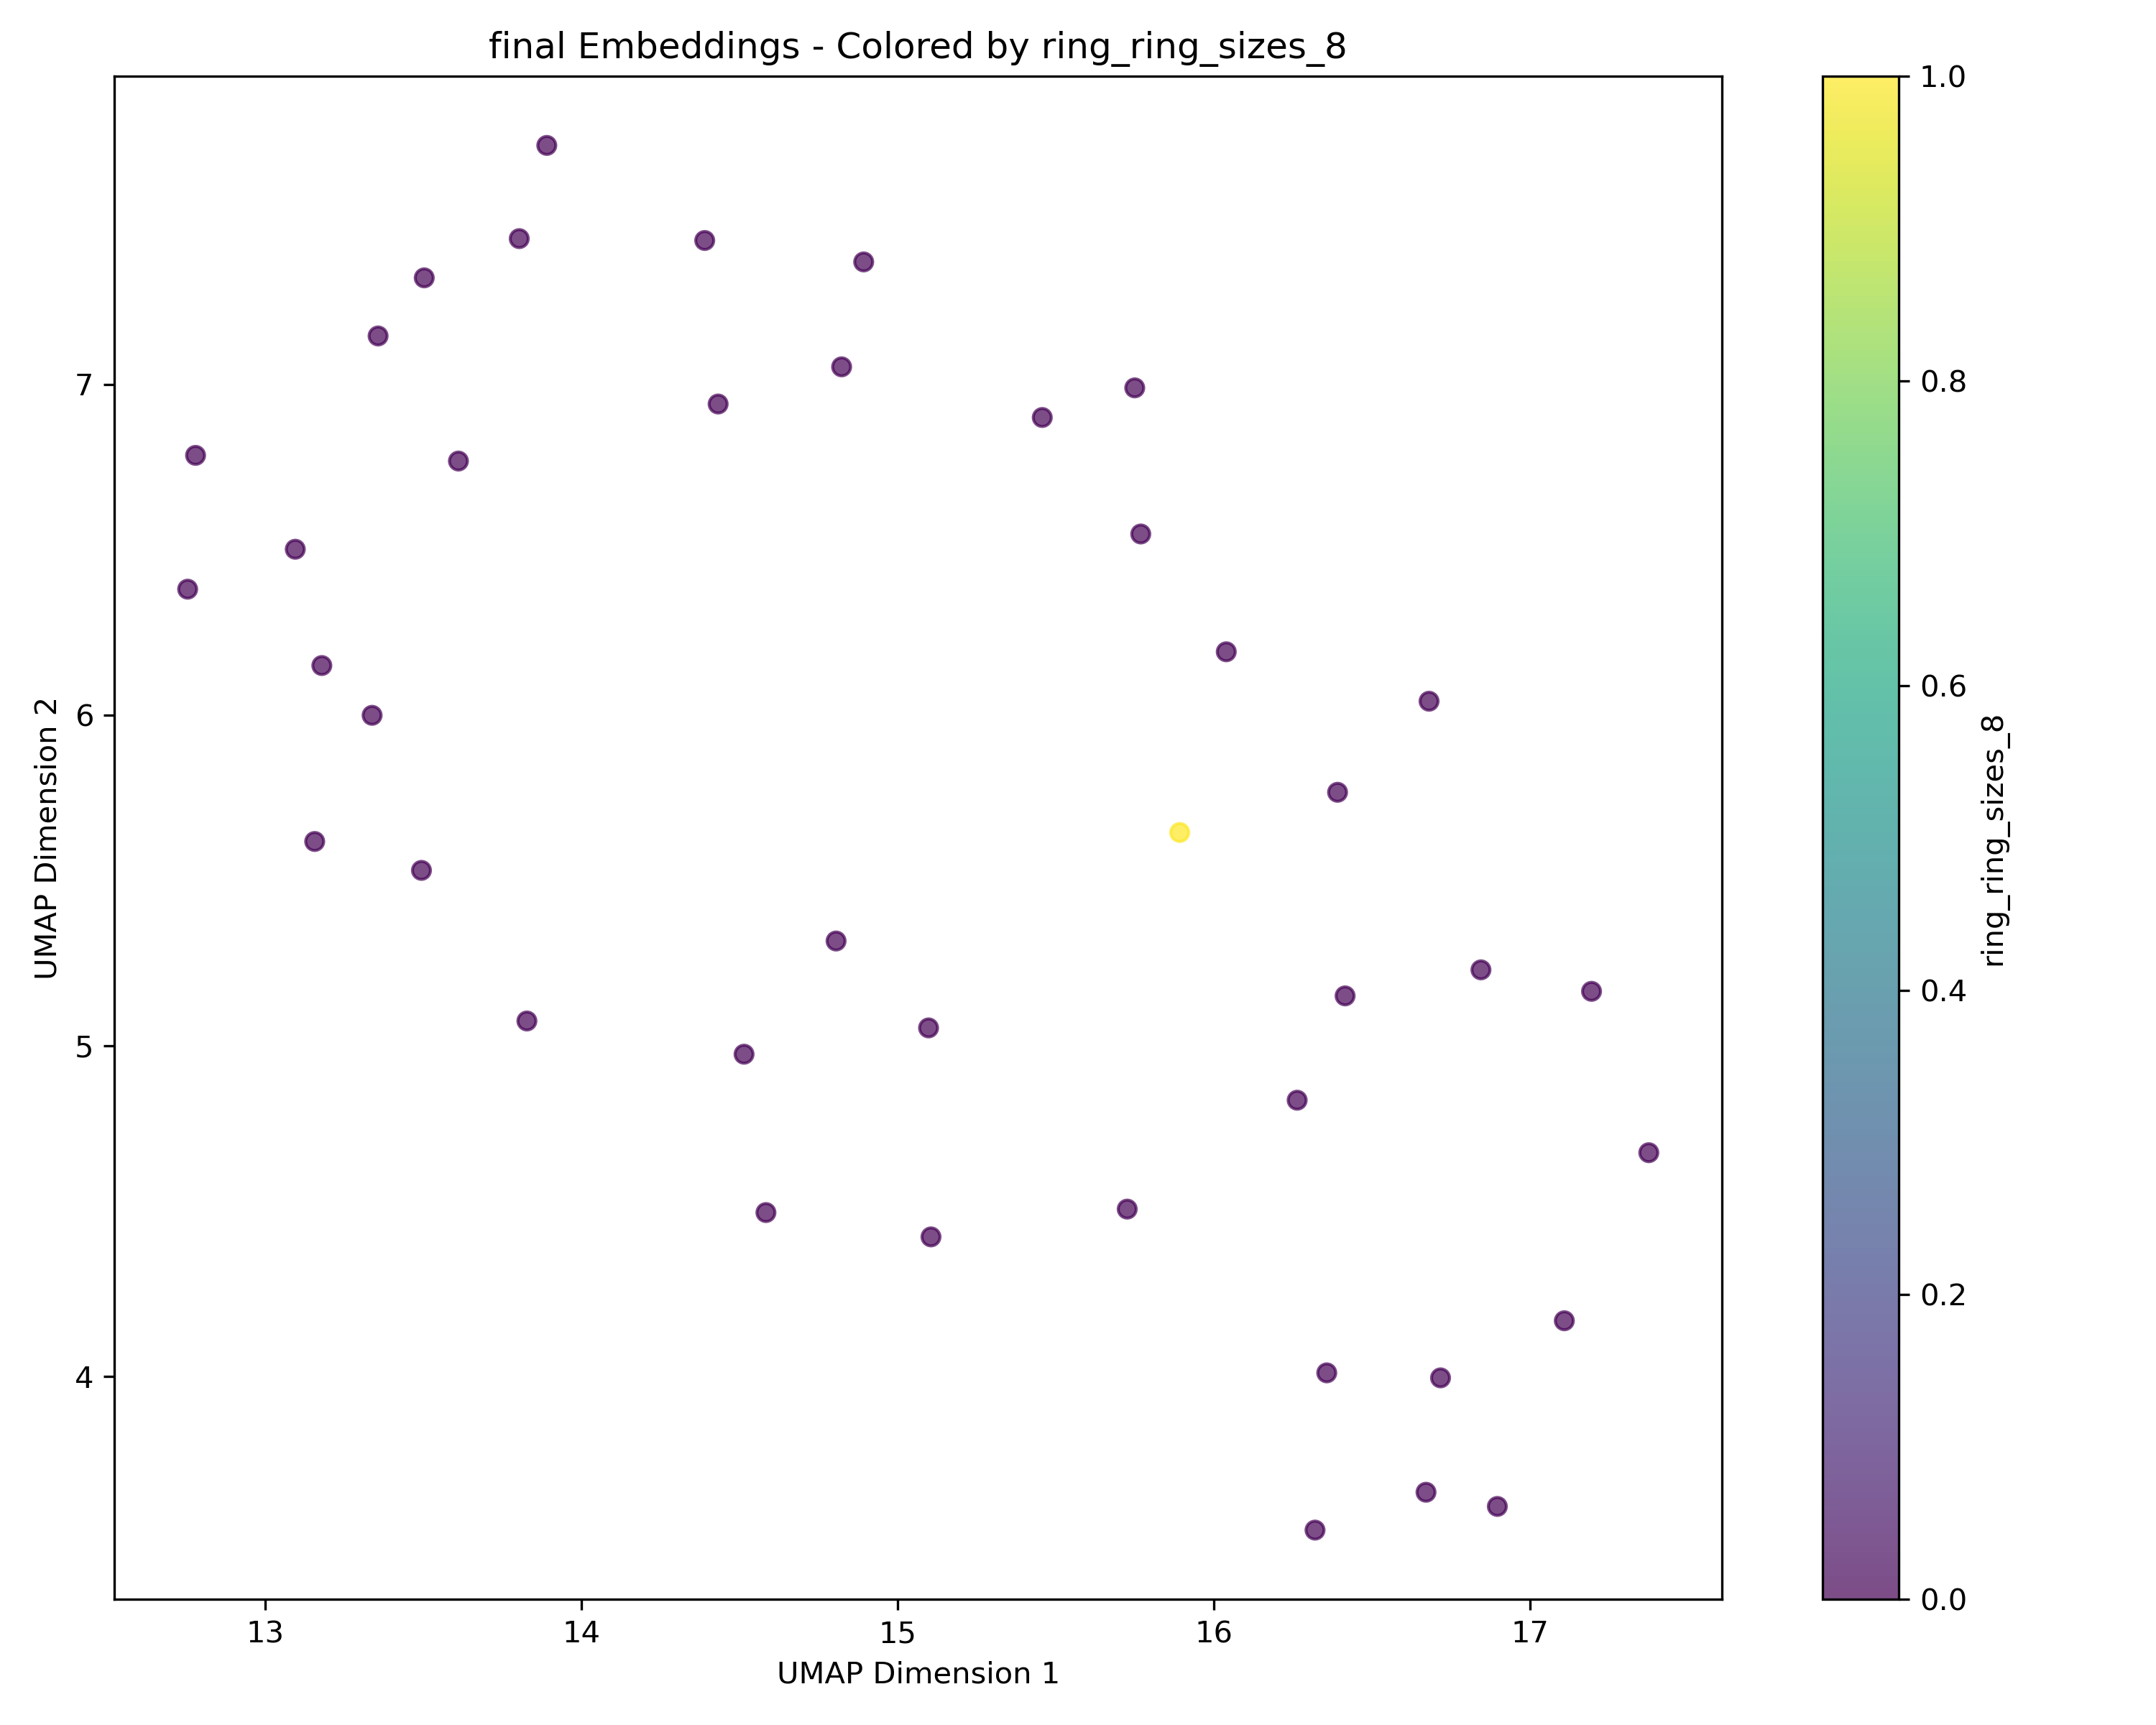 final Embeddings - Colored by ring_ring_sizes_8
7
6
5
4
UMAP Dimension 2
13 14 15 16 17
UMAP Dimension 1
1.0
0.8
0.6
0.4
0.2
0.0
ring_ring_sizes_8